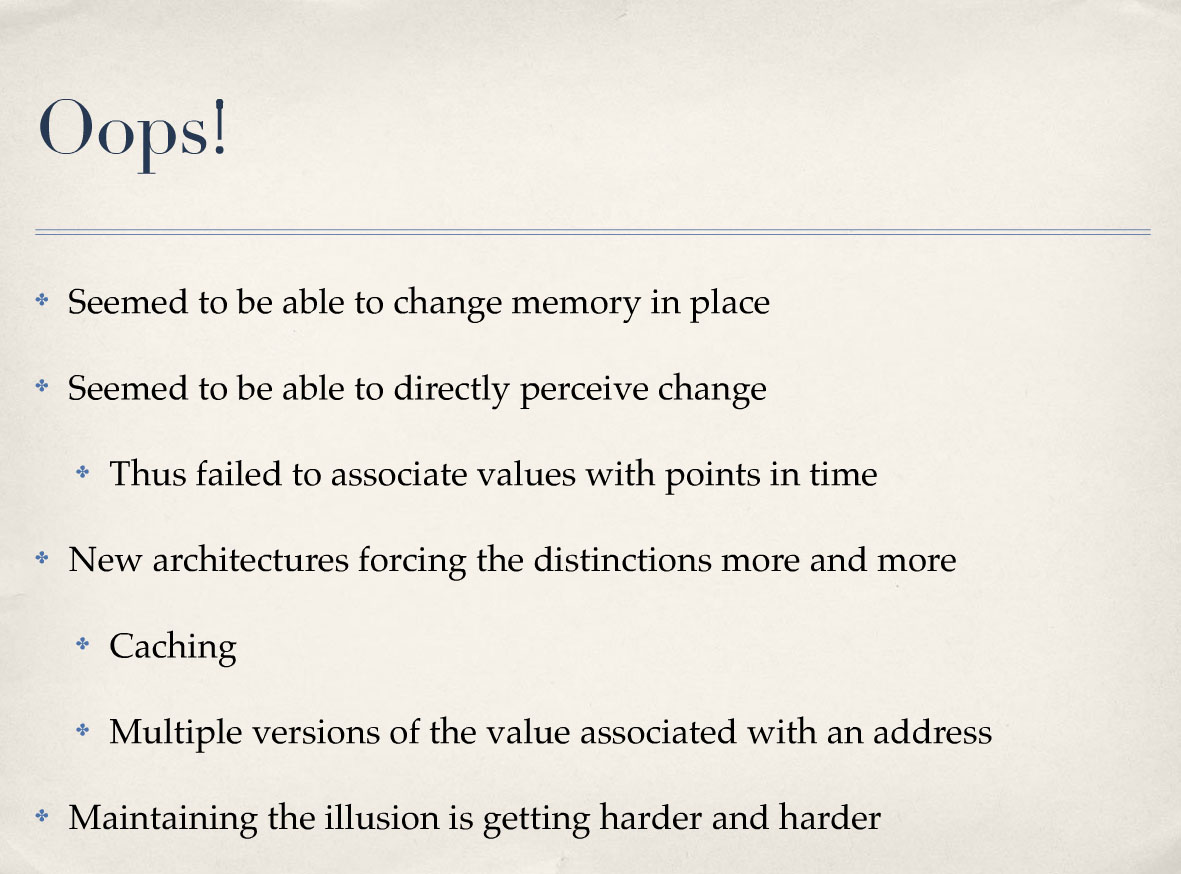 Oops!
Seemed to be able to change memory in place
Seemed to be able to directly perceive change
Thus failed to associate values with points in time
New architectures forcing the distinctions more and more
Caching
Multiple versions of the value associated with an address
Maintaining the illusion is getting harder and harder